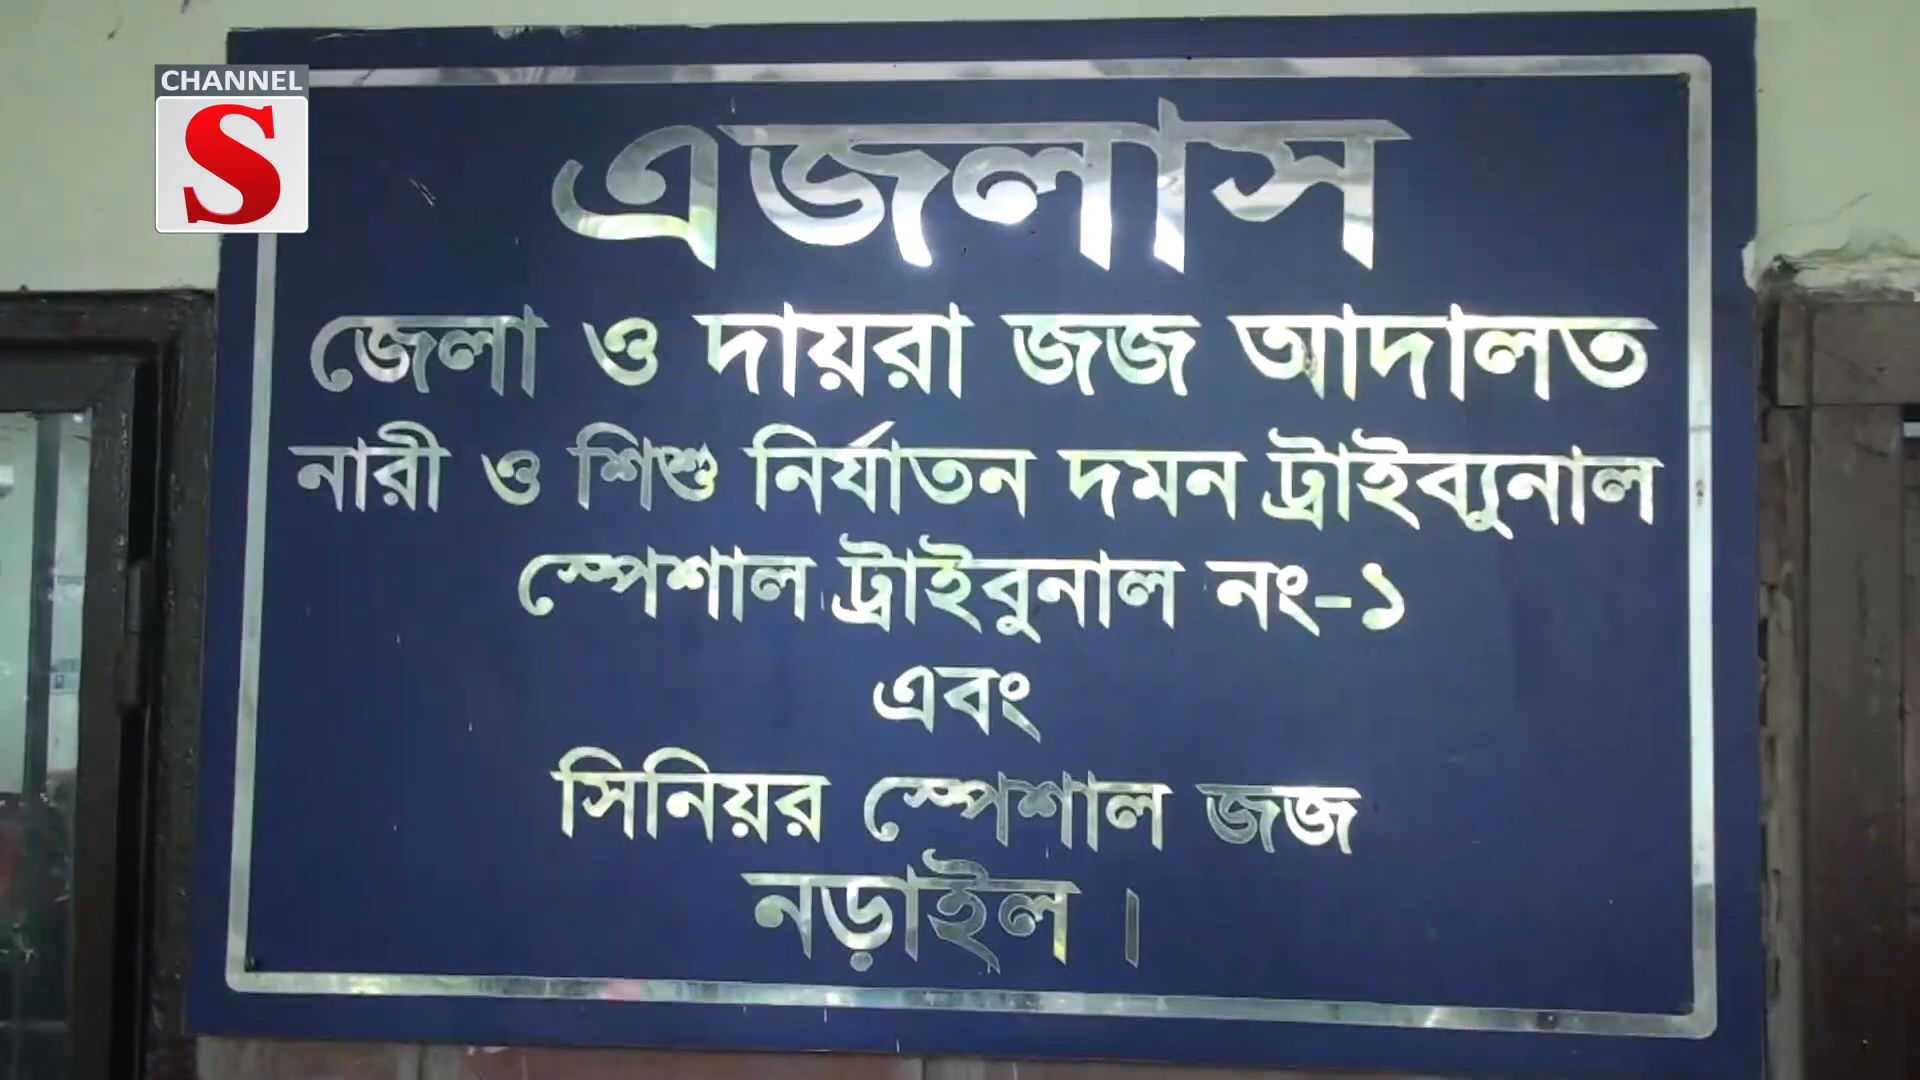 CHANNEL
S
এজলাস
জেলা ও দায়রা জজ আদালত
নারী ও শিশু নির্যাতন দমন ট্রাইব্যুনাল
স্পেশাল ট্রাইবুনাল নং-১
এবং
সিনিয়র স্পেশাল জজ
নড়াইল।